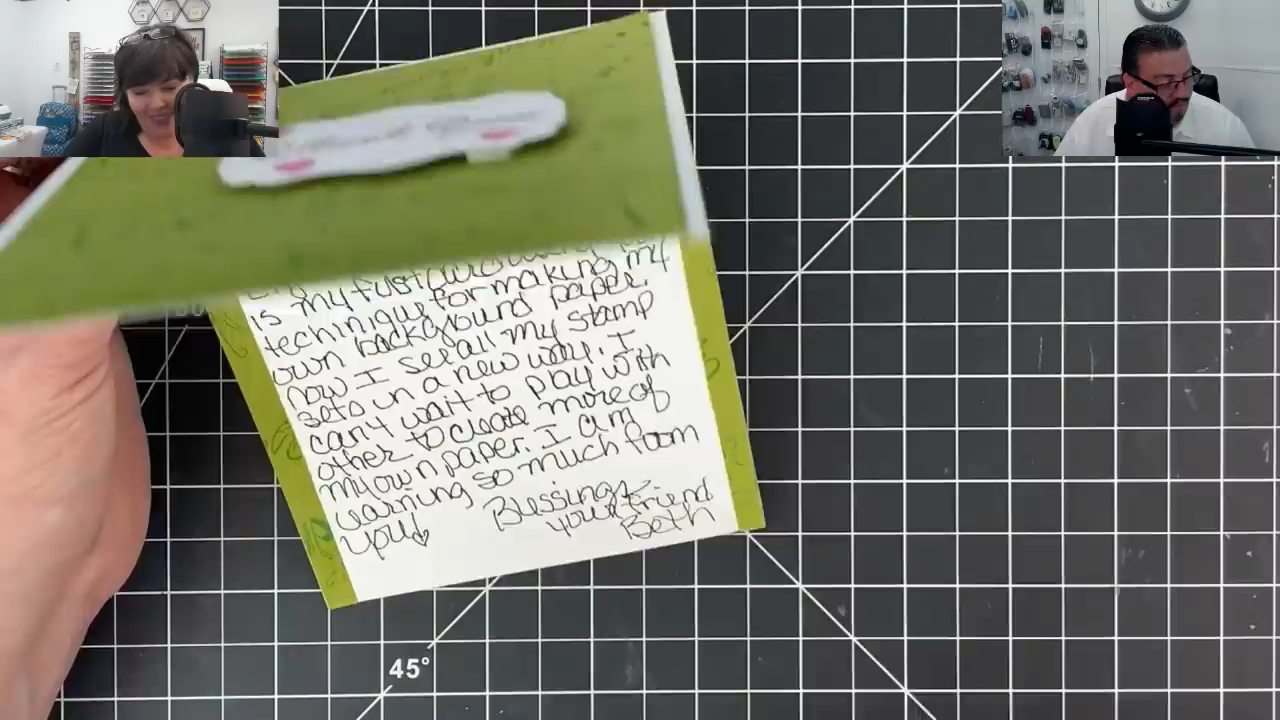 is my first
technique for making my
own background paper.
now I see all my stamp
sets in a new way. I
can't wait to play with
other to create more of
my own paper. I am
learning so much from
you
Blessings
your friend
Beth
45°